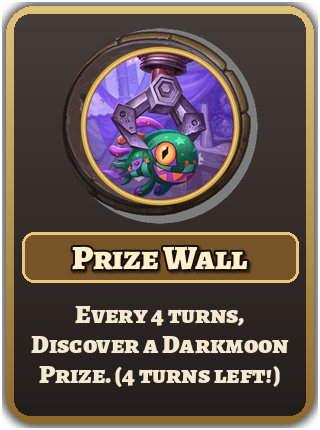 Prize Wall
Every 4 turns,
Discover a Darkmoon
Prize. (4 turns left!)